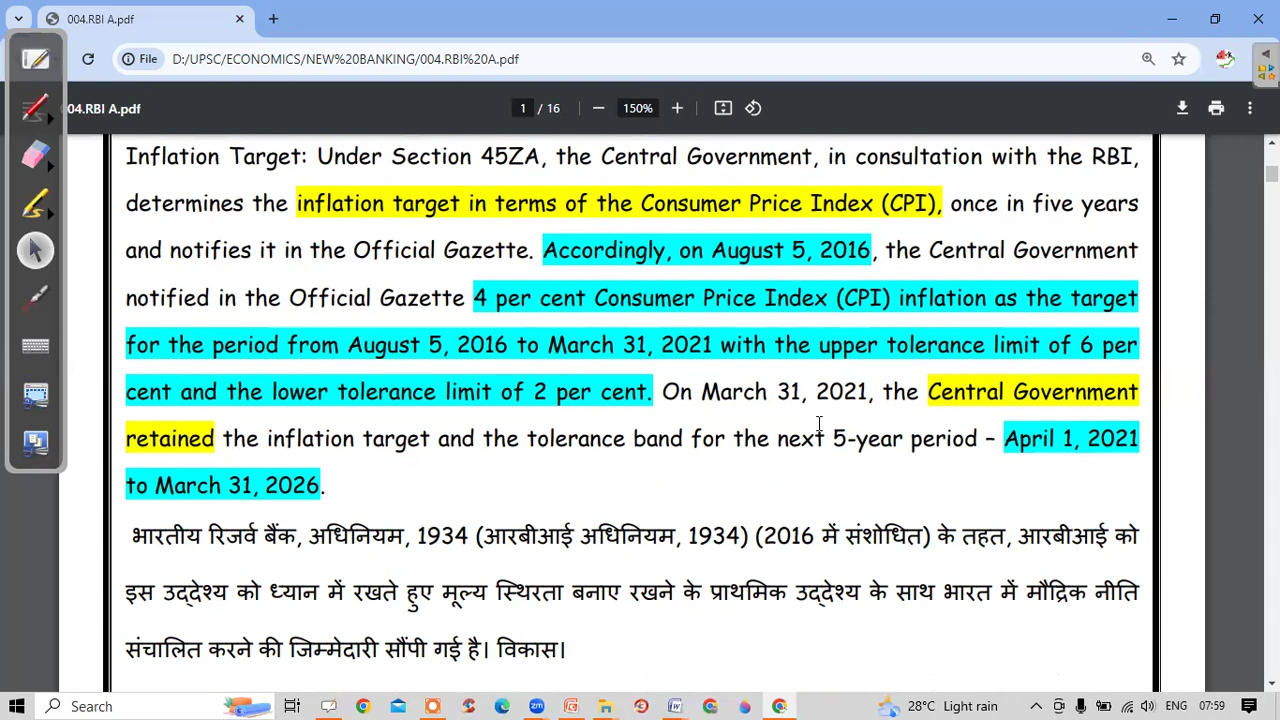 004.RBI A.pdf
File
D:/UPSC/ECONOMICS/NEW%20BANKING/004.RBI%20A.pdf
004.RBI A.pdf
1 / 16
150%
Inflation Target: Under Section 45ZA, the Central Government, in consultation with the RBI,
determines the inflation target in terms of the Consumer Price Index (CPI), once in five years
and notifies it in the Official Gazette. Accordingly, on August 5, 2016, the Central Government
notified in the Official Gazette 4 per cent Consumer Price Index (CPI) inflation as the target
for the period from August 5, 2016 to March 31, 2021 with the upper tolerance limit of 6 per
cent and the lower tolerance limit of 2 per cent. On March 31, 2021, the Central Government
retained the inflation target and the tolerance band for the next 5-year period – April 1, 2021
to March 31, 2026.
भारतीय रिजर्व बैंक, अधिनियम, 1934 (आरबीआई अधिनियम, 1934) (2016 में संशोधित) के तहत, आरबीआई को
इस उद्देश्य को ध्यान में रखते हुए मूल्य स्थिरता बनाए रखने के प्राथमिक उद्देश्य के साथ भारत में मौद्रिक नीति
संचालित करने की जिम्मेदारी सौंपी गई है। विकास।
Search
28°C Light rain
ENG
07:59